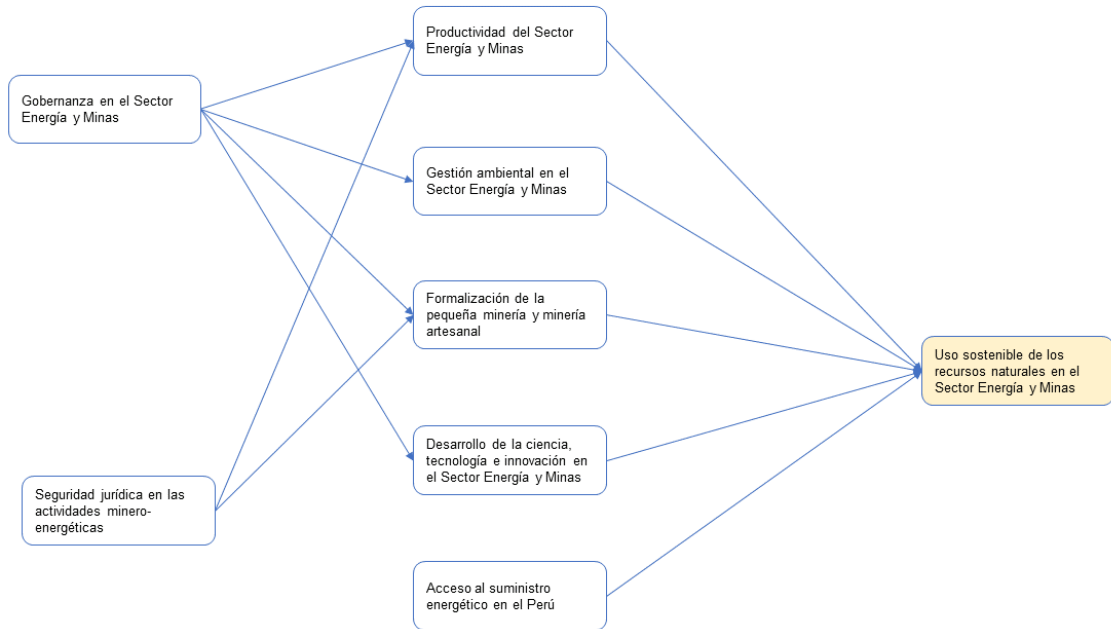 Productividad del Sector
Energía y Minas
Gobernanza en el Sector
Energía y Minas
Gestión ambiental en el
Sector Energía y Minas
Formalización de la
pequeña minería y minería
artesanal
Uso sostenible de los
recursos naturales en el
Sector Energía y Minas
Desarrollo de la ciencia,
tecnología e innovación en
el Sector Energía y Minas
Seguridad jurídica en las
actividades minero-
energéticas
Acceso al suministro
energético en el Perú